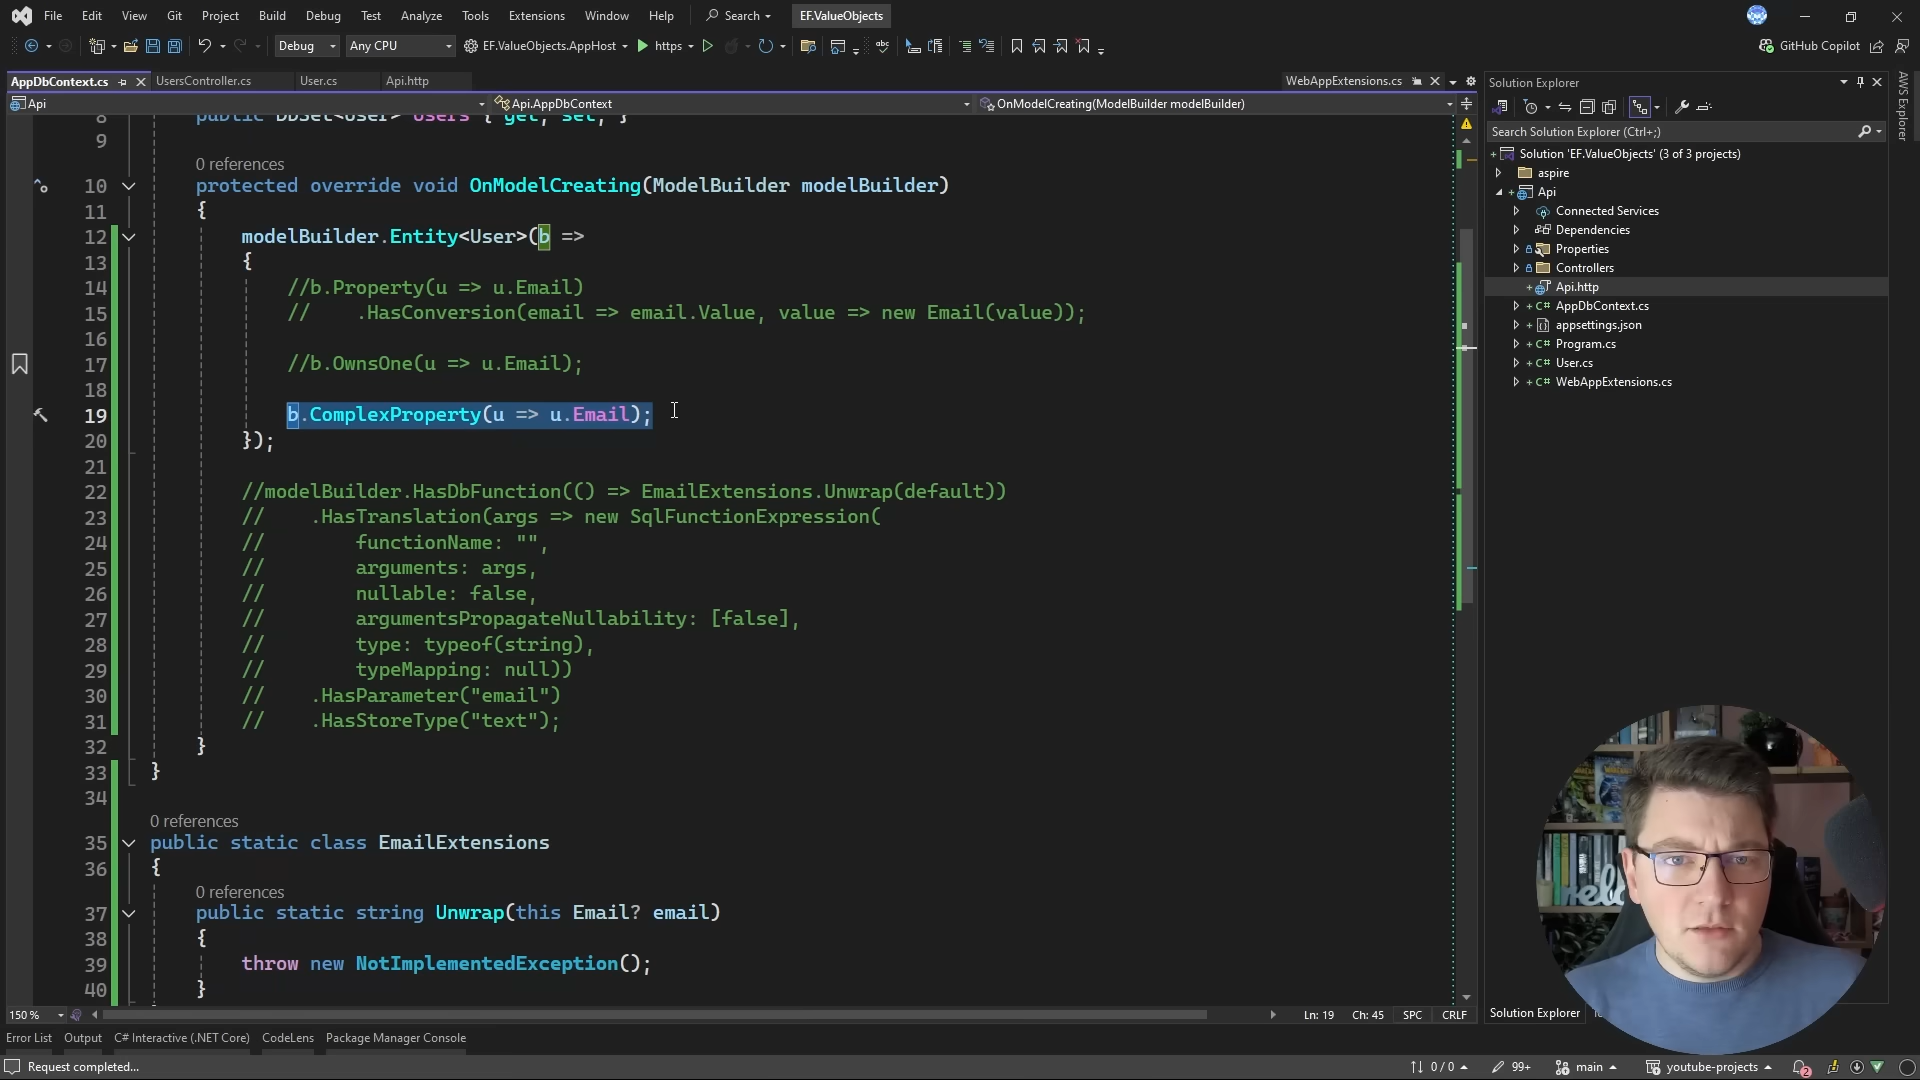 File Edit View Git Project Build Debug Test Analyze Tools Extensions Window Help Search EF.ValueObjects
Debug Any CPU EF.ValueObjects.AppHost https GitHub Copilot
AppDbContext.cs UsersController.cs User.cs Api.http WebAppExtensions.cs
Api Api.AppDbContext OnModelCreating(ModelBuilder modelBuilder)
8 public DbSet<User> Users { get; set; }
9
0 references
10 protected override void OnModelCreating(ModelBuilder modelBuilder)
11 {
12 modelBuilder.Entity<User>(b =>
13 {
14 //b.Property(u => u.Email)
15 // .HasConversion(email => email.Value, value => new Email(value));
16
17 //b.OwnsOne(u => u.Email);
18
19 b.ComplexProperty(u => u.Email);
20 });
21
22 //modelBuilder.HasDbFunction(() => EmailExtensions.Unwrap(default))
23 // .HasTranslation(args => new SqlFunctionExpression(
24 // functionName: "",
25 // arguments: args,
26 // nullable: false,
27 // argumentsPropagateNullability: [false],
28 // type: typeof(string),
29 // typeMapping: null))
30 // .HasParameter("email")
31 // .HasStoreType("text");
32 }
33 }
34
0 references
35 public static class EmailExtensions
36 {
0 references
37 public static string Unwrap(this Email? email)
38 {
39 throw new NotImplementedException();
40 }
150 % Ln: 19 Ch: 45 SPC CRLF
Solution Explorer
Search Solution Explorer (Ctrl+;)
Solution 'EF.ValueObjects' (3 of 3 projects)
aspire
Api
Connected Services
Dependencies
Properties
Controllers
Api.http
C# AppDbContext.cs
appsettings.json
C# Program.cs
C# User.cs
C# WebAppExtensions.cs
Solution Explorer
AWS Explorer
Error List Output C# Interactive (.NET Core) CodeLens Package Manager Console
Request completed... 0 / 0 99+ main youtube-projects 2